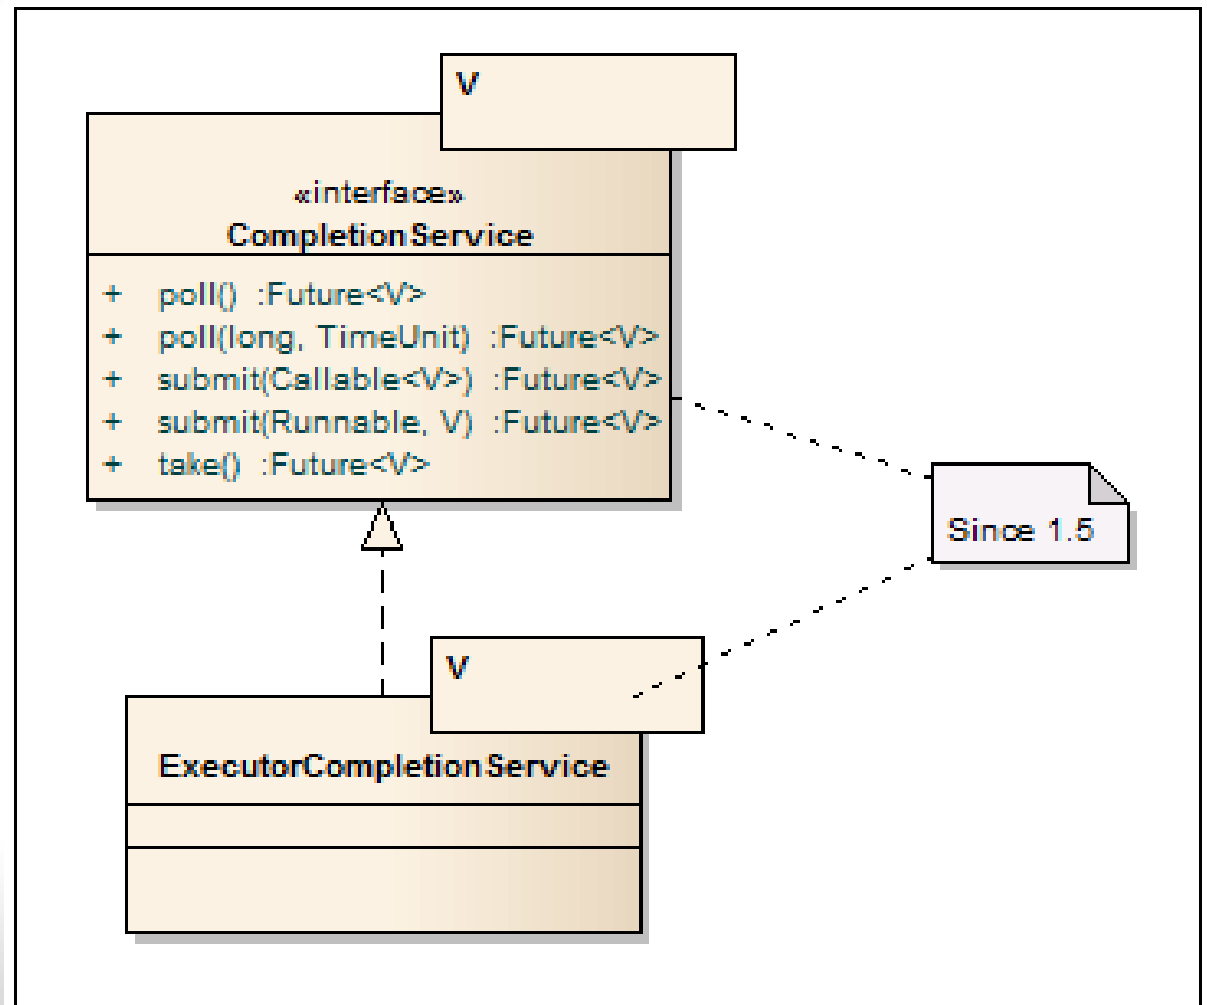 V
«interface»
CompletionService
+ poll() :Future<V>
+ poll(long, TimeUnit) :Future<V>
+ submit(Callable<V>) :Future<V>
+ submit(Runnable, V) :Future<V>
+ take() :Future<V>
Since 1.5
V
ExecutorCompletionService